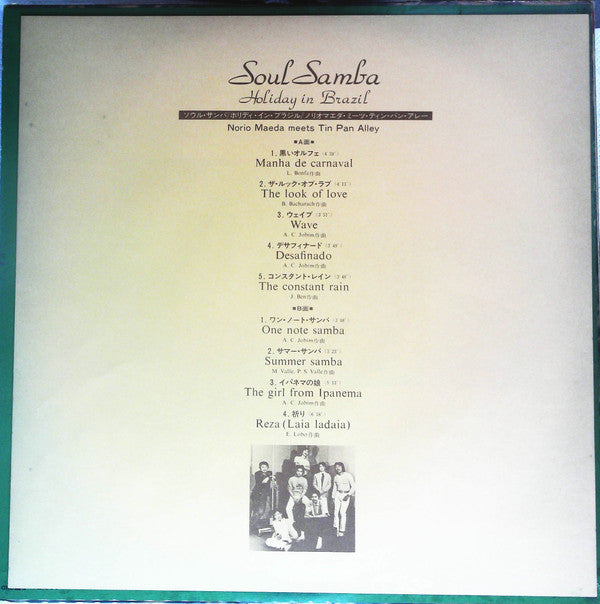 Soul Samba
Holiday in Brazil
ソウル・サンバ/ホリディ・イン・ブラジル/ノリオマエダ・ミーツ・ティン・パン・アレー
Norio Maeda meets Tin Pan Alley
■A面■
1. 黒いオルフェ
Manha de carnaval
L. Bonfa作曲
2. ザ・ルック・オブ・ラブ
The look of love
B. Bacharach作曲
3. ウェイブ
Wave
A. C. Jobim作曲
4. デサフィナード
Desafinado
A. C. Jobim作曲
5. コンスタント・レイン
The constant rain
J. Ben作曲
■B面■
1. ワン・ノート・サンバ
One note samba
A. C. Jobim作曲
2. サマー・サンバ
Summer samba
M. Valle, P. S. Valle作曲
3. イパネマの娘
The girl from Ipanema
A. C. Jobim作曲
4. 祈り
Reza (Laia ladaia)
E. Lobo作曲